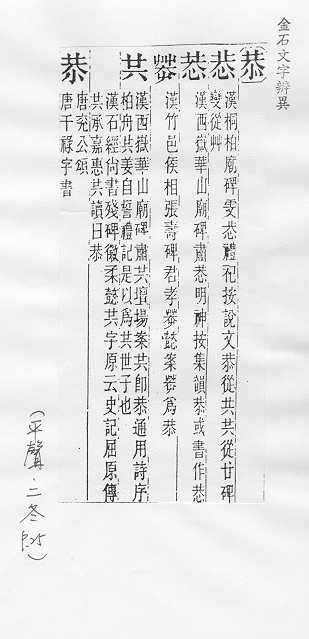 金石文字辨異
恭
恭 漢桐柏廟碑雯恭禮祀按說文恭從共共從廿碑
變從艸
恭 漢西嶽華山廟碑肅恭明神按集韻恭或書作恭
漢竹邑侯相張壽碑君孝 懿案 為恭
共 漢西嶽華山廟碑肅共壇場案共即恭通用詩序
柏舟共姜自誓禮記是以為共世子也
漢石經尚書殘碑徽柔懿共字原云史記屈原傳
共承嘉惠共讀曰恭
恭 唐兗公頌
唐干祿字書
(平聲·二冬